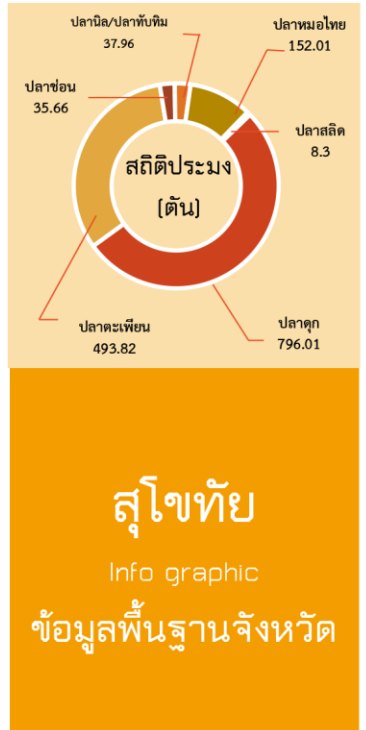 ปลานิล/ปลาทับทิม
37.96
ปลาหมอไทย
152.01
ปลาช่อน
35.66
ปลาสลิด
8.3
สถิติประมง
(ตัน)
ปลาตะเพียน
493.82
ปลาดุก
796.01
สุโขทัย
Info graphic
ข้อมูลพื้นฐานจังหวัด